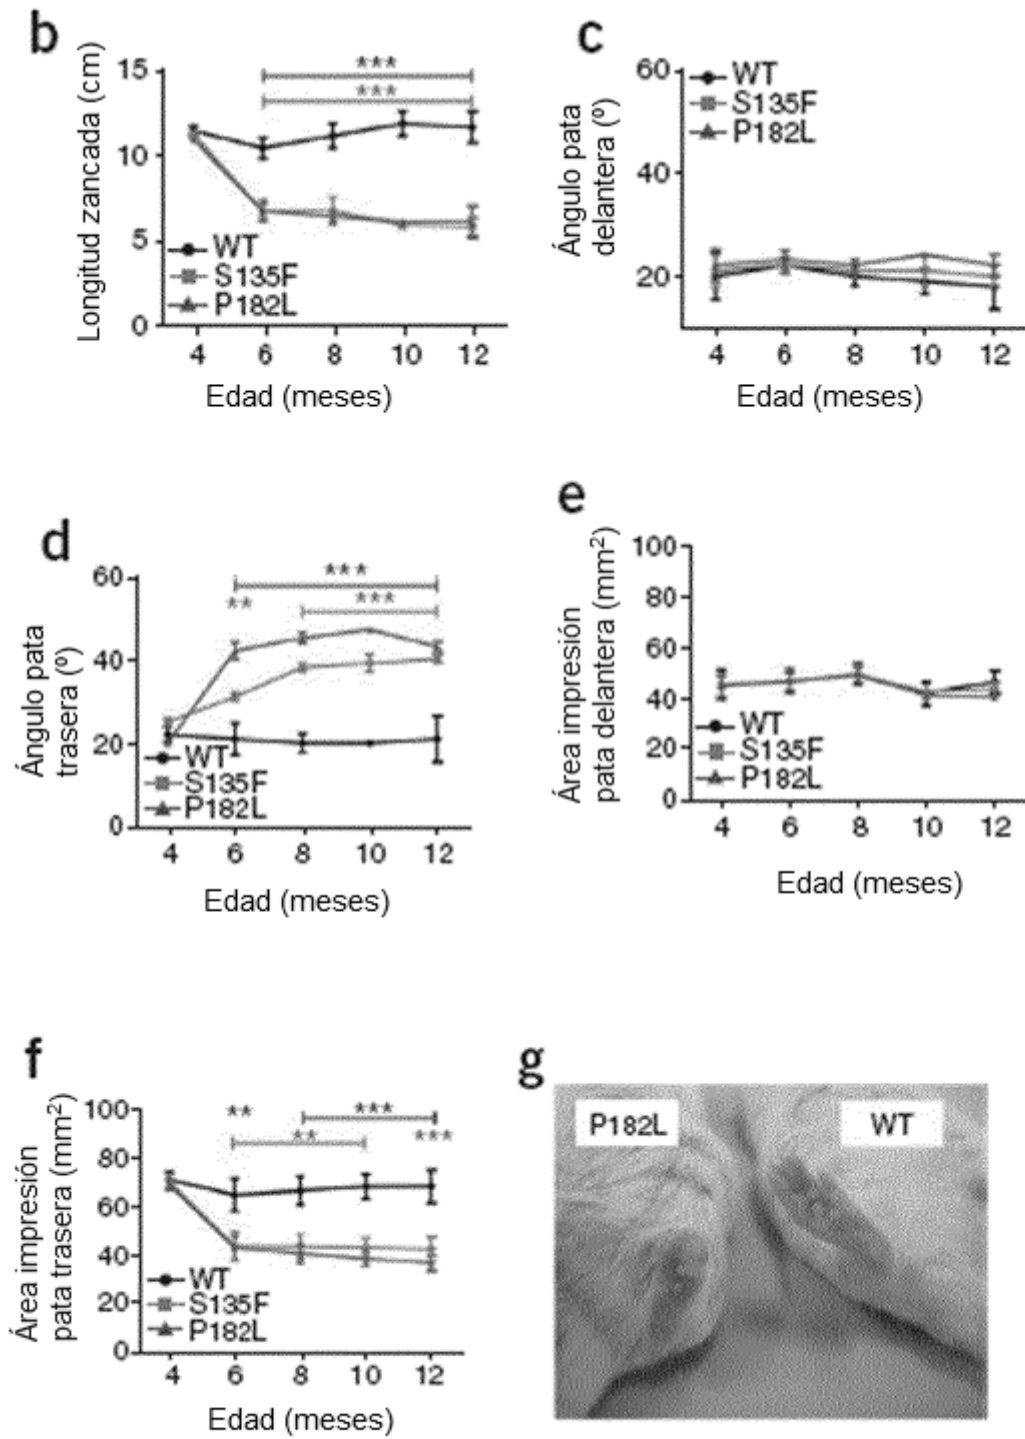 b
Longitud zancada (cm)
***
***
15
10
5
0
WT
S135F
P182L
4 6 8 10 12
Edad (meses)
c
Ángulo pata
delantera (º)
60
40
20
WT
S135F
P182L
4 6 8 10 12
Edad (meses)
d
Ángulo pata
trasera (º)
***
** ***
60
40
20
0
WT
S135F
P182L
4 6 8 10 12
Edad (meses)
e
Área impresión
pata delantera (mm²)
100
80
60
40
20
0
WT
S135F
P182L
4 6 8 10 12
Edad (meses)
f
Área impresión
pata trasera (mm²)
** ***
** ***
100
80
60
40
20
0
WT
S135F
P182L
4 6 8 10 12
Edad (meses)
g
P182L WT